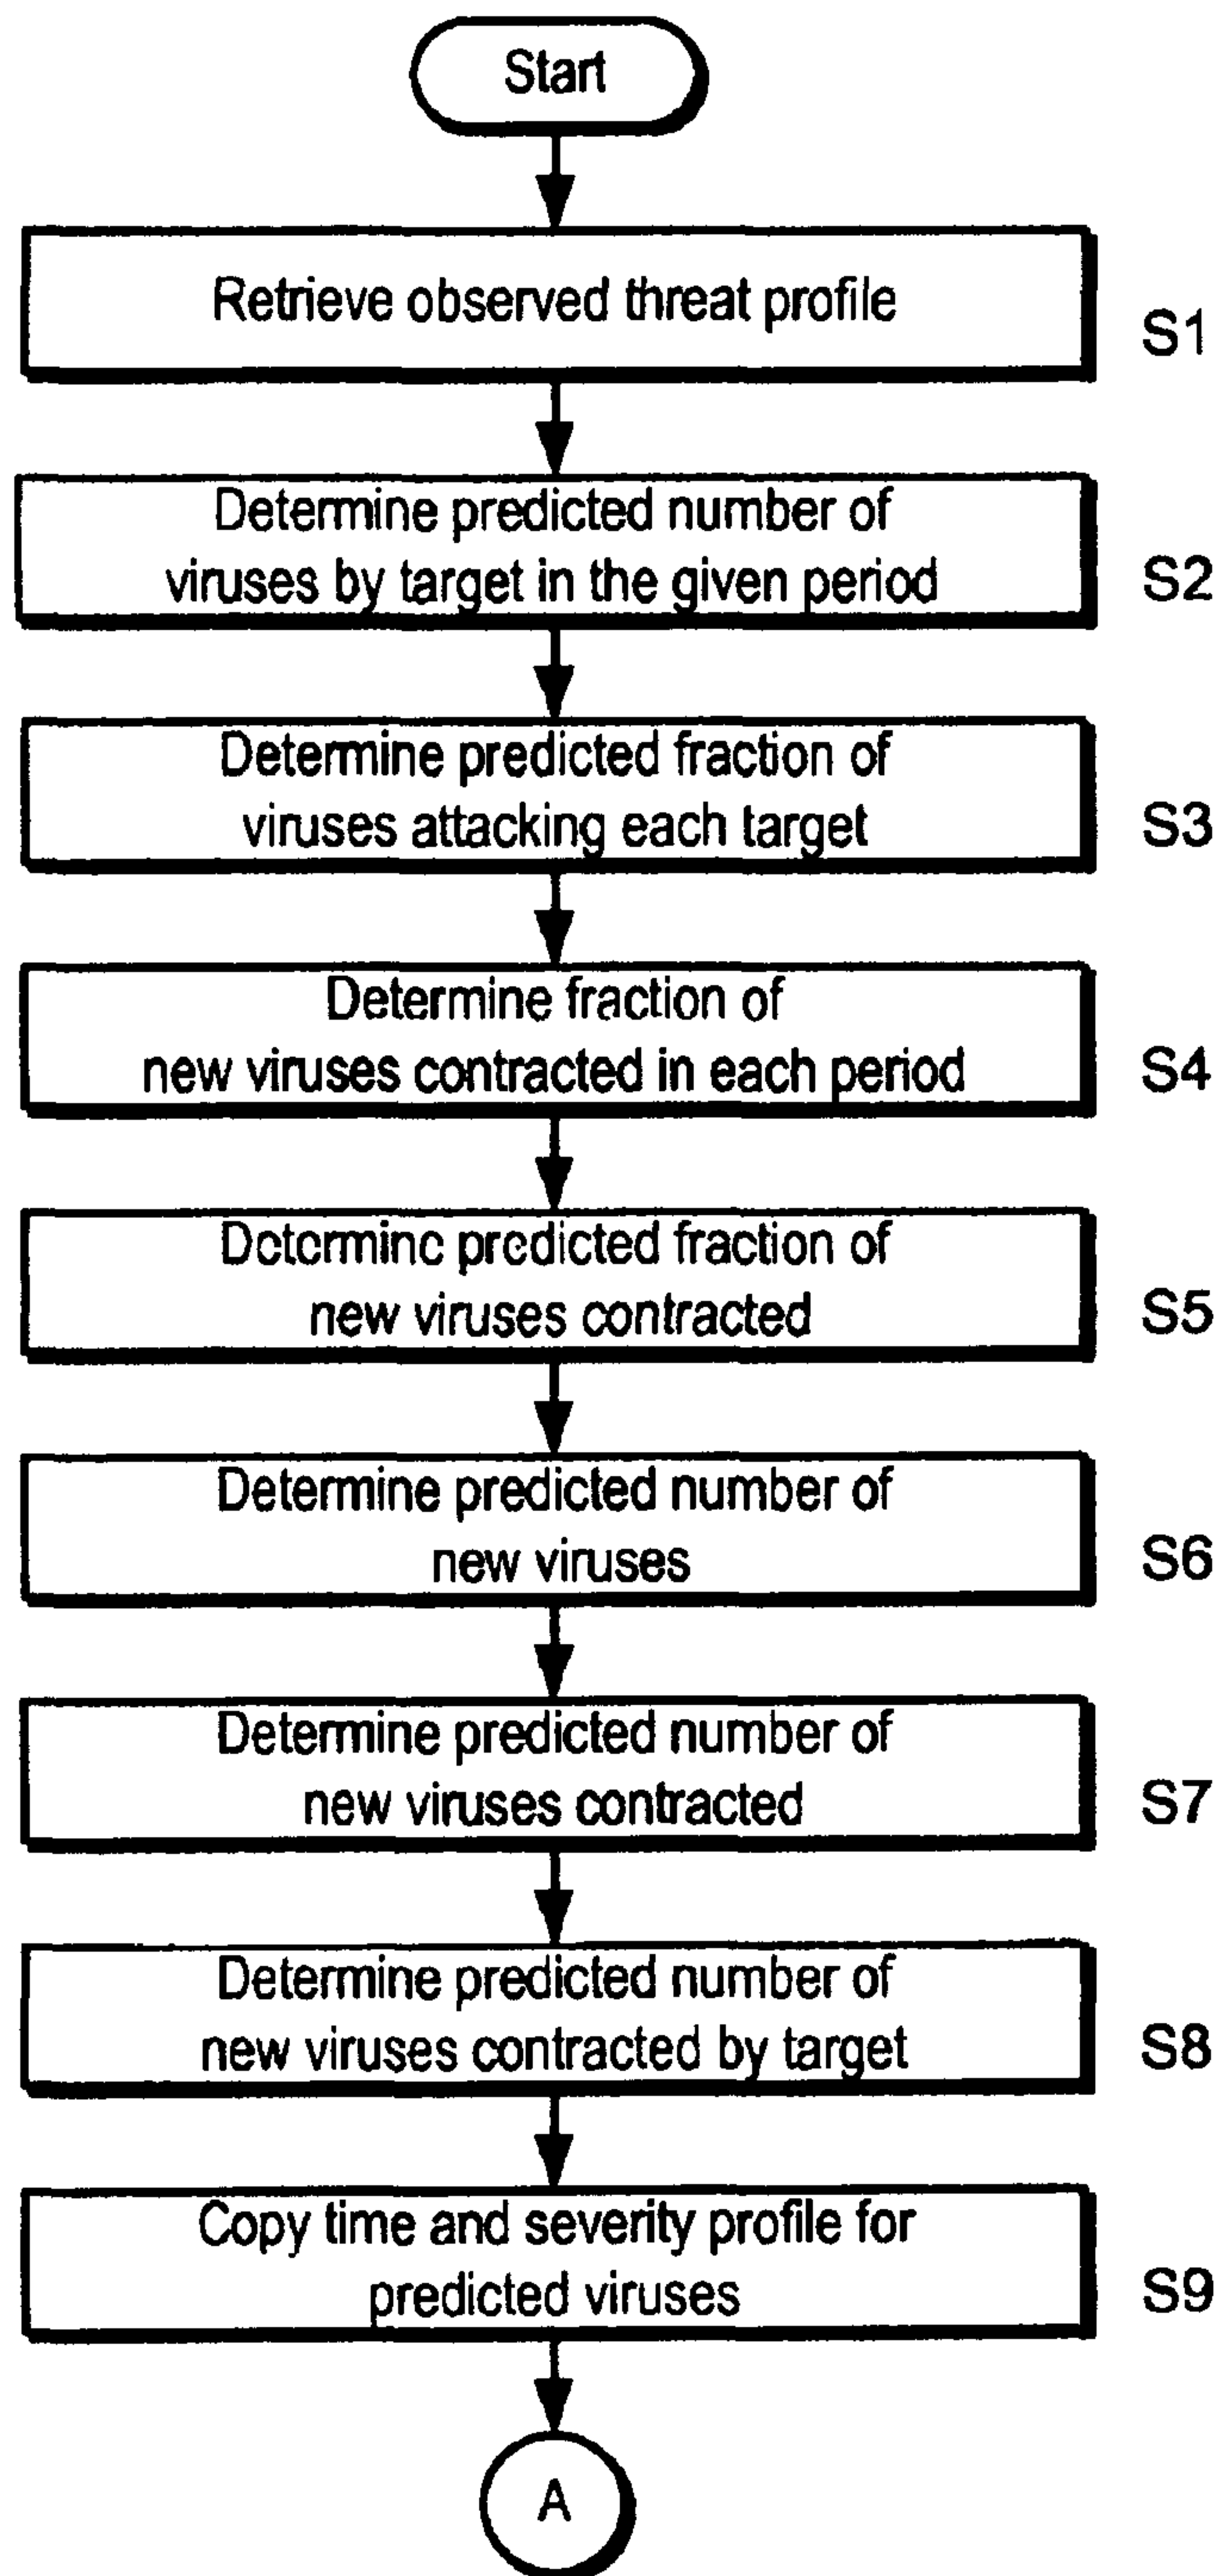 Start
Retrieve observed threat profile
S1
Determine predicted number of
viruses by target in the given period
S2
Determine predicted fraction of
viruses attacking each target
S3
Determine fraction of
new viruses contracted in each period
S4
Determine predicted fraction of
new viruses contracted
S5
Determine predicted number of
new viruses
S6
Determine predicted number of
new viruses contracted
S7
Determine predicted number of
new viruses contracted by target
S8
Copy time and severity profile for
predicted viruses
S9
A